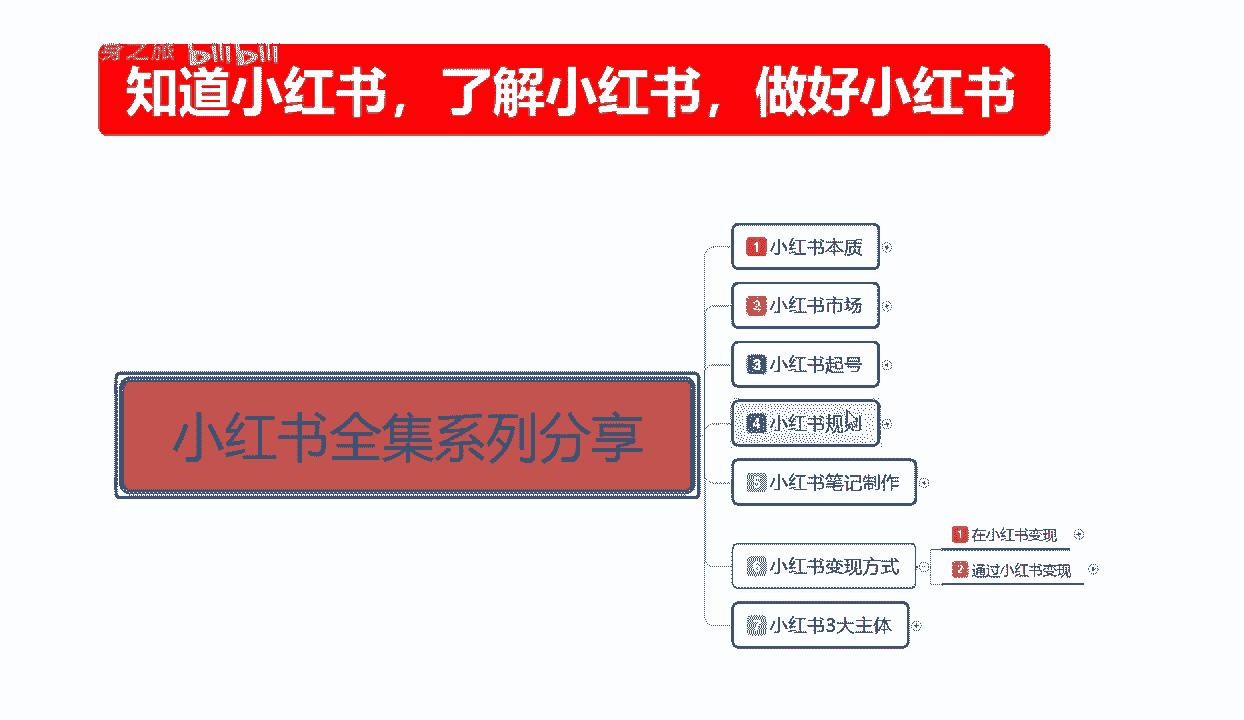 身之旅 bilibili
知道小红书，了解小红书，做好小红书
1 小红书本质
2 小红书市场
3 小红书起号
小红书全集系列分享
4 小红书规则
5 小红书笔记制作
6 小红书变现方式
1 在小红书变现
2 通过小红书变现
7 小红书3大主体